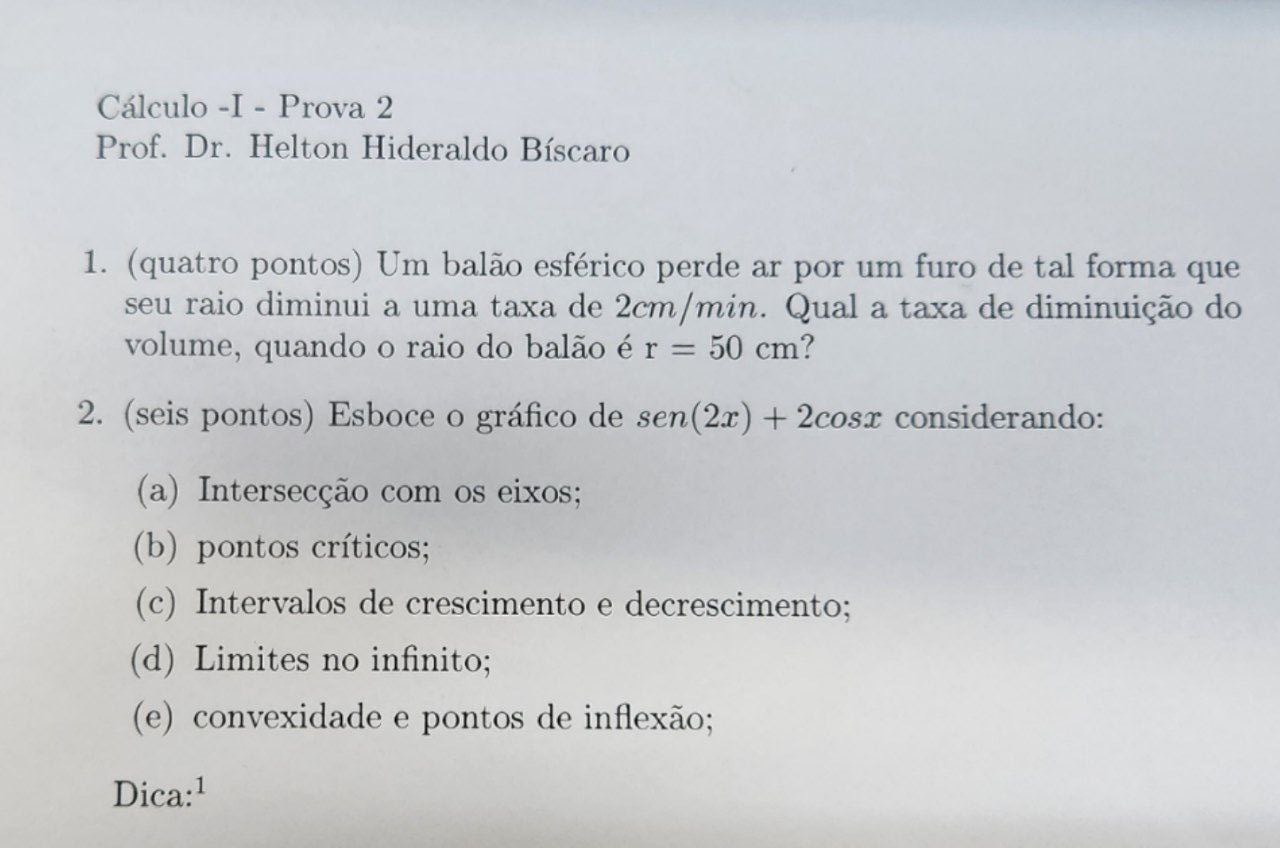 Cálculo -I - Prova 2
Prof. Dr. Helton Hideraldo Bíscaro
1. (quatro pontos) Um balão esférico perde ar por um furo de tal forma que
seu raio diminui a uma taxa de 2cm/min. Qual a taxa de diminuição do
volume, quando o raio do balão é r = 50 cm?
2. (seis pontos) Esboce o gráfico de sen(2x) + 2cosx considerando:
(a) Intersecção com os eixos;
(b) pontos críticos;
(c) Intervalos de crescimento e decrescimento;
(d) Limites no infinito;
(e) convexidade e pontos de inflexão;
Dica:¹